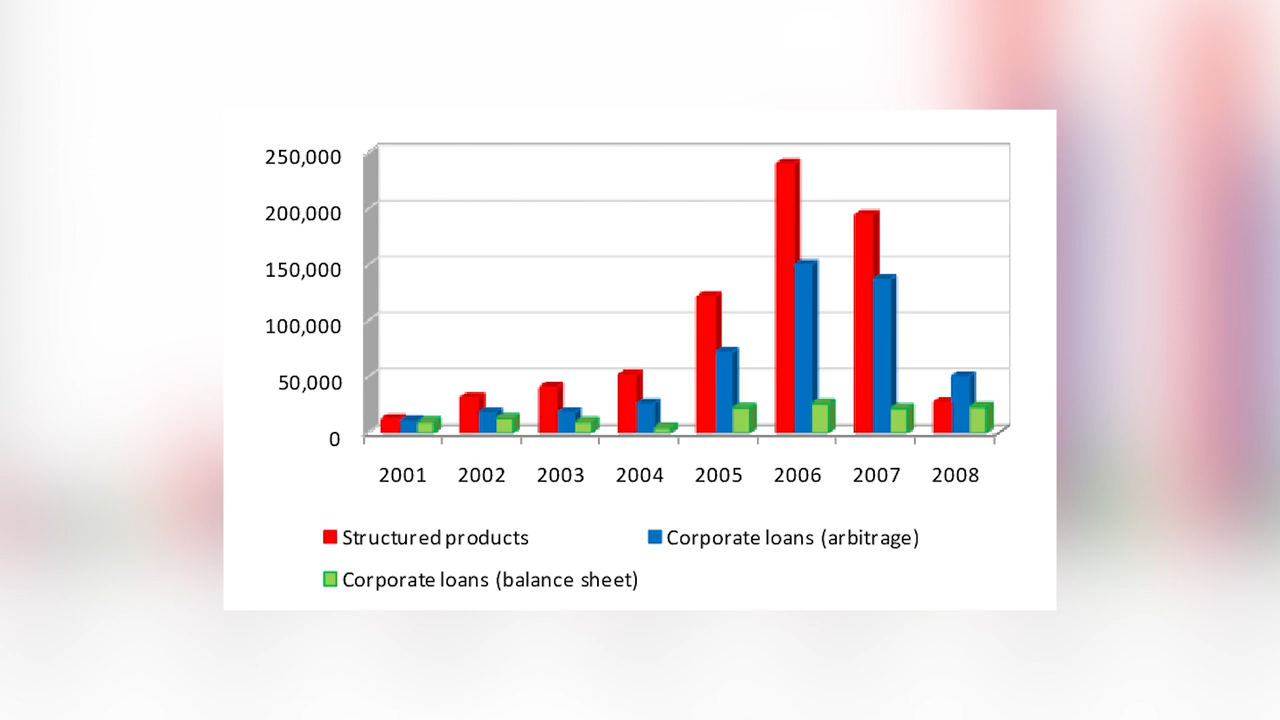 250,000
200,000
150,000
100,000
50,000
0
2001 2002 2003 2004 2005 2006 2007 2008
Structured products Corporate loans (arbitrage)
Corporate loans (balance sheet)